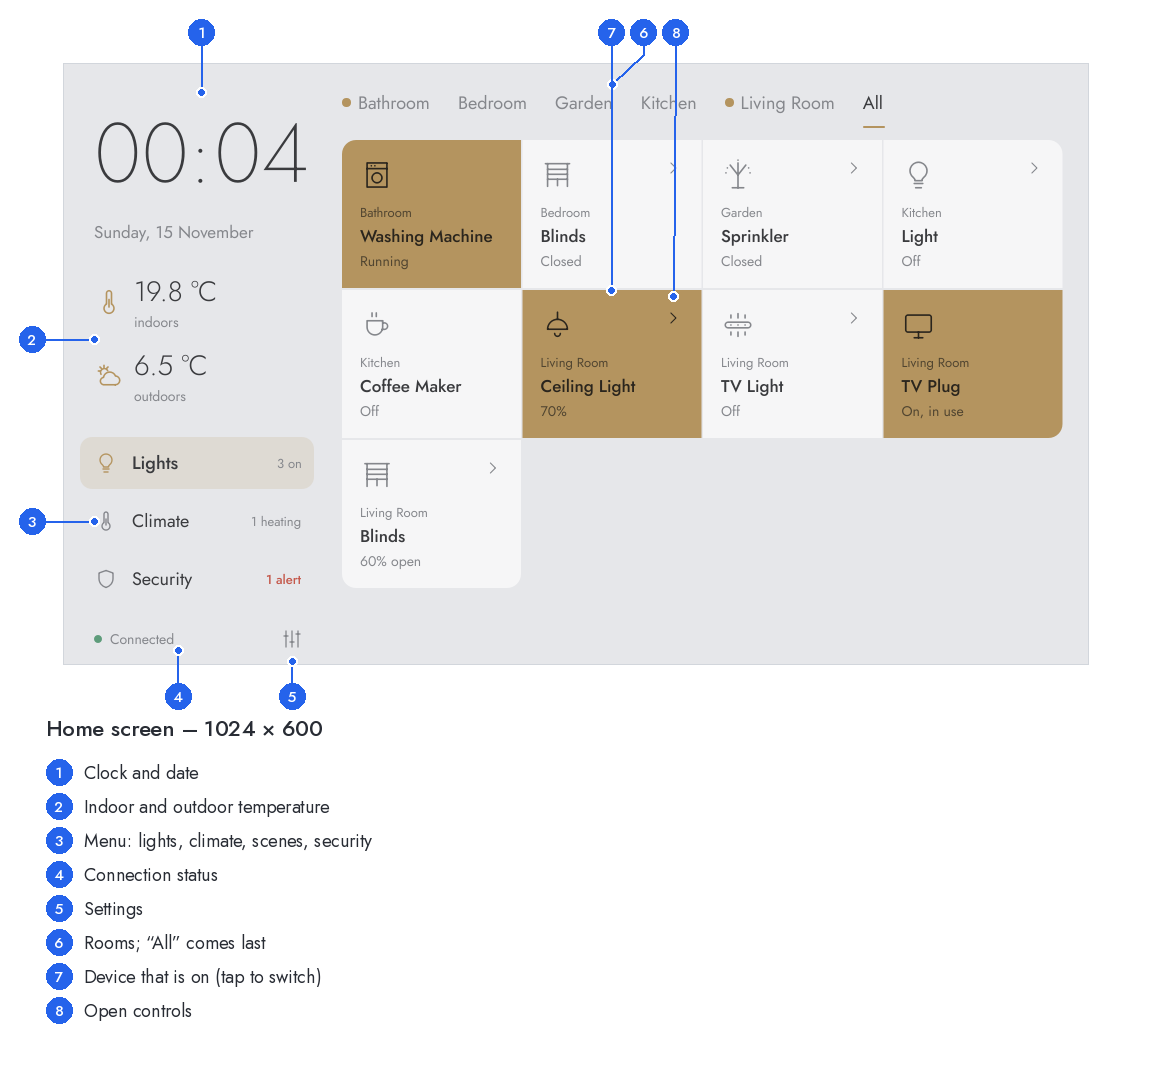 1
7 6 8
00:04
Sunday, 15 November
19.8 °C
indoors
2
6.5 °C
outdoors
Lights 3 on
3 Climate 1 heating
Security 1 alert
Connected
4 5
Bathroom Bedroom Garden Kitchen Living Room All
Bathroom
Washing Machine
Running
Bedroom
Blinds
Closed
Garden
Sprinkler
Closed
Kitchen
Light
Off
Kitchen
Coffee Maker
Off
Living Room
Ceiling Light
70%
Living Room
TV Light
Off
Living Room
TV Plug
On, in use
Living Room
Blinds
60% open
Home screen – 1024 × 600
1 Clock and date
2 Indoor and outdoor temperature
3 Menu: lights, climate, scenes, security
4 Connection status
5 Settings
6 Rooms; “All” comes last
7 Device that is on (tap to switch)
8 Open controls